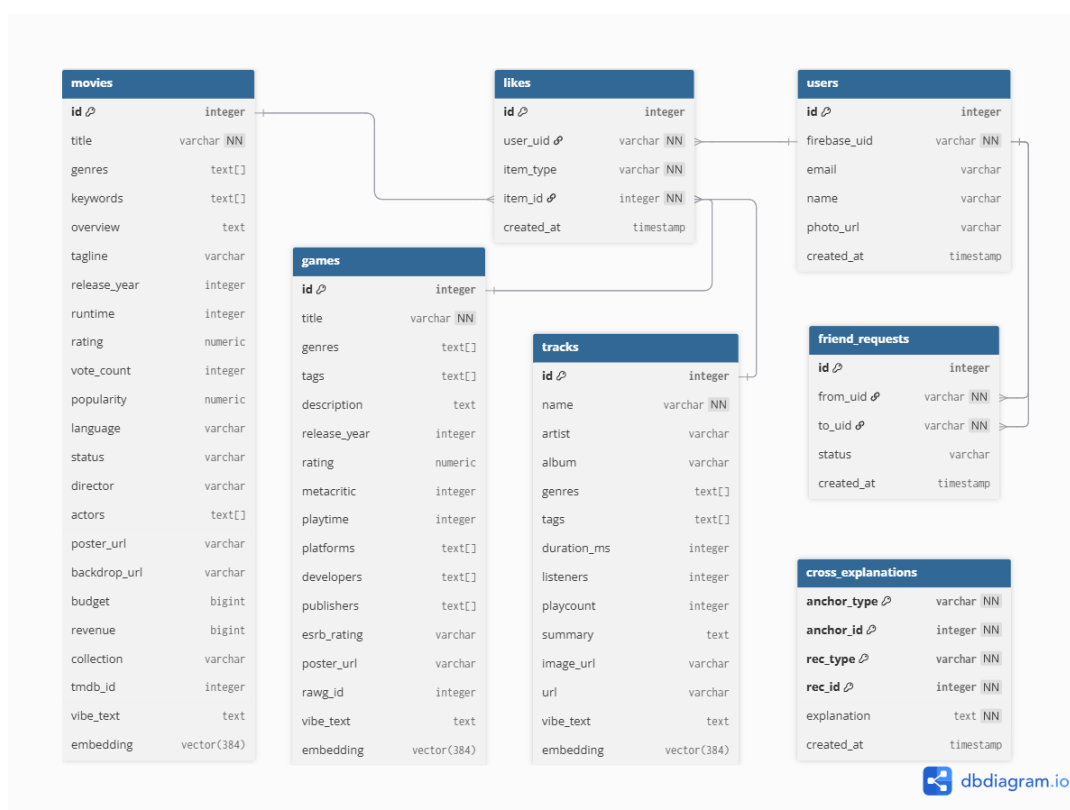 movies
id integer
title varchar NN
genres text[]
keywords text[]
overview text
tagline varchar
release_year integer
runtime integer
rating numeric
vote_count integer
popularity numeric
language varchar
status varchar
director varchar
actors text[]
poster_url varchar
backdrop_url varchar
budget bigint
revenue bigint
collection varchar
tmdb_id integer
vibe_text text
embedding vector(384)
games
id integer
title varchar NN
genres text[]
tags text[]
description text
release_year integer
rating numeric
metacritic integer
playtime integer
platforms text[]
developers text[]
publishers text[]
esrb_rating varchar
poster_url varchar
rawg_id integer
vibe_text text
embedding vector(384)
likes
id integer
user_uid varchar NN
item_type varchar NN
item_id integer NN
created_at timestamp
tracks
id integer
name varchar NN
artist varchar
album varchar
genres text[]
tags text[]
duration_ms integer
listeners integer
playcount integer
summary text
image_url varchar
url varchar
vibe_text text
embedding vector(384)
users
id integer
firebase_uid varchar NN
email varchar
name varchar
photo_url varchar
created_at timestamp
friend_requests
id integer
from_uid varchar NN
to_uid varchar NN
status varchar
created_at timestamp
cross_explanations
anchor_type varchar NN
anchor_id integer NN
rec_type varchar NN
rec_id integer NN
explanation text NN
created_at timestamp
dbdiagram.io